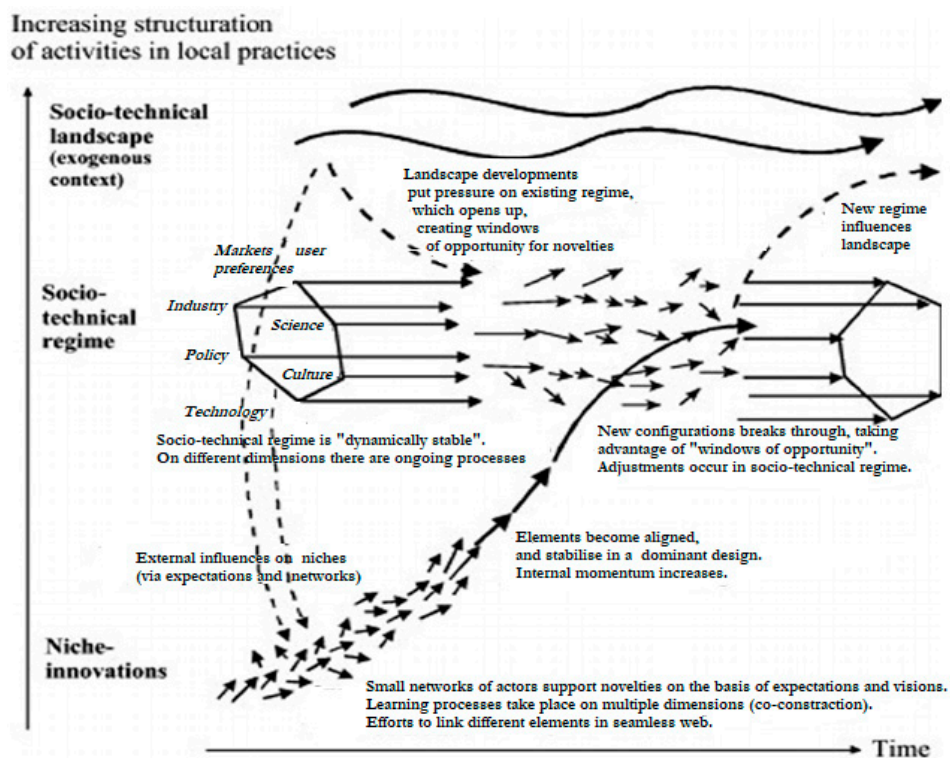 Increasing structuration
of activities in local practices
Socio-technical
landscape
(exogenous
context)
Landscape developments
put pressure on existing regime,
which opens up,
creating windows
of opportunity for novelties
New regime
influences
landscape
Markets user
preferences
Socio-
technical
regime
Industry
Science
Policy
Culture
Technology
Socio-technical regime is "dynamically stable".
On different dimensions there are ongoing processes
New configurations breaks through, taking
advantage of "windows of opportunity".
Adjustments occur in socio-technical regime.
Elements become aligned,
and stabilise in a dominant design.
Internal momentum increases.
External influences on niches
(via expectations and networks)
Niche-
innovations
Small networks of actors support novelties on the basis of expectations and visions.
Learning processes take place on multiple dimensions (co-constraction).
Efforts to link different elements in seamless web.
Time